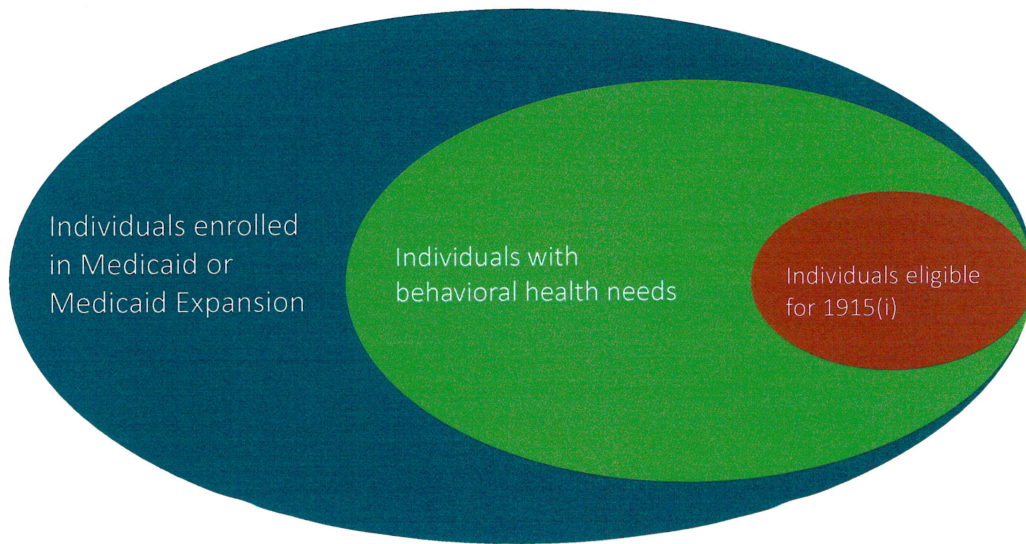 Individuals enrolled
in Medicaid or
Medicaid Expansion
Individuals with
behavioral health needs
Individuals eligible
for 1915(i)